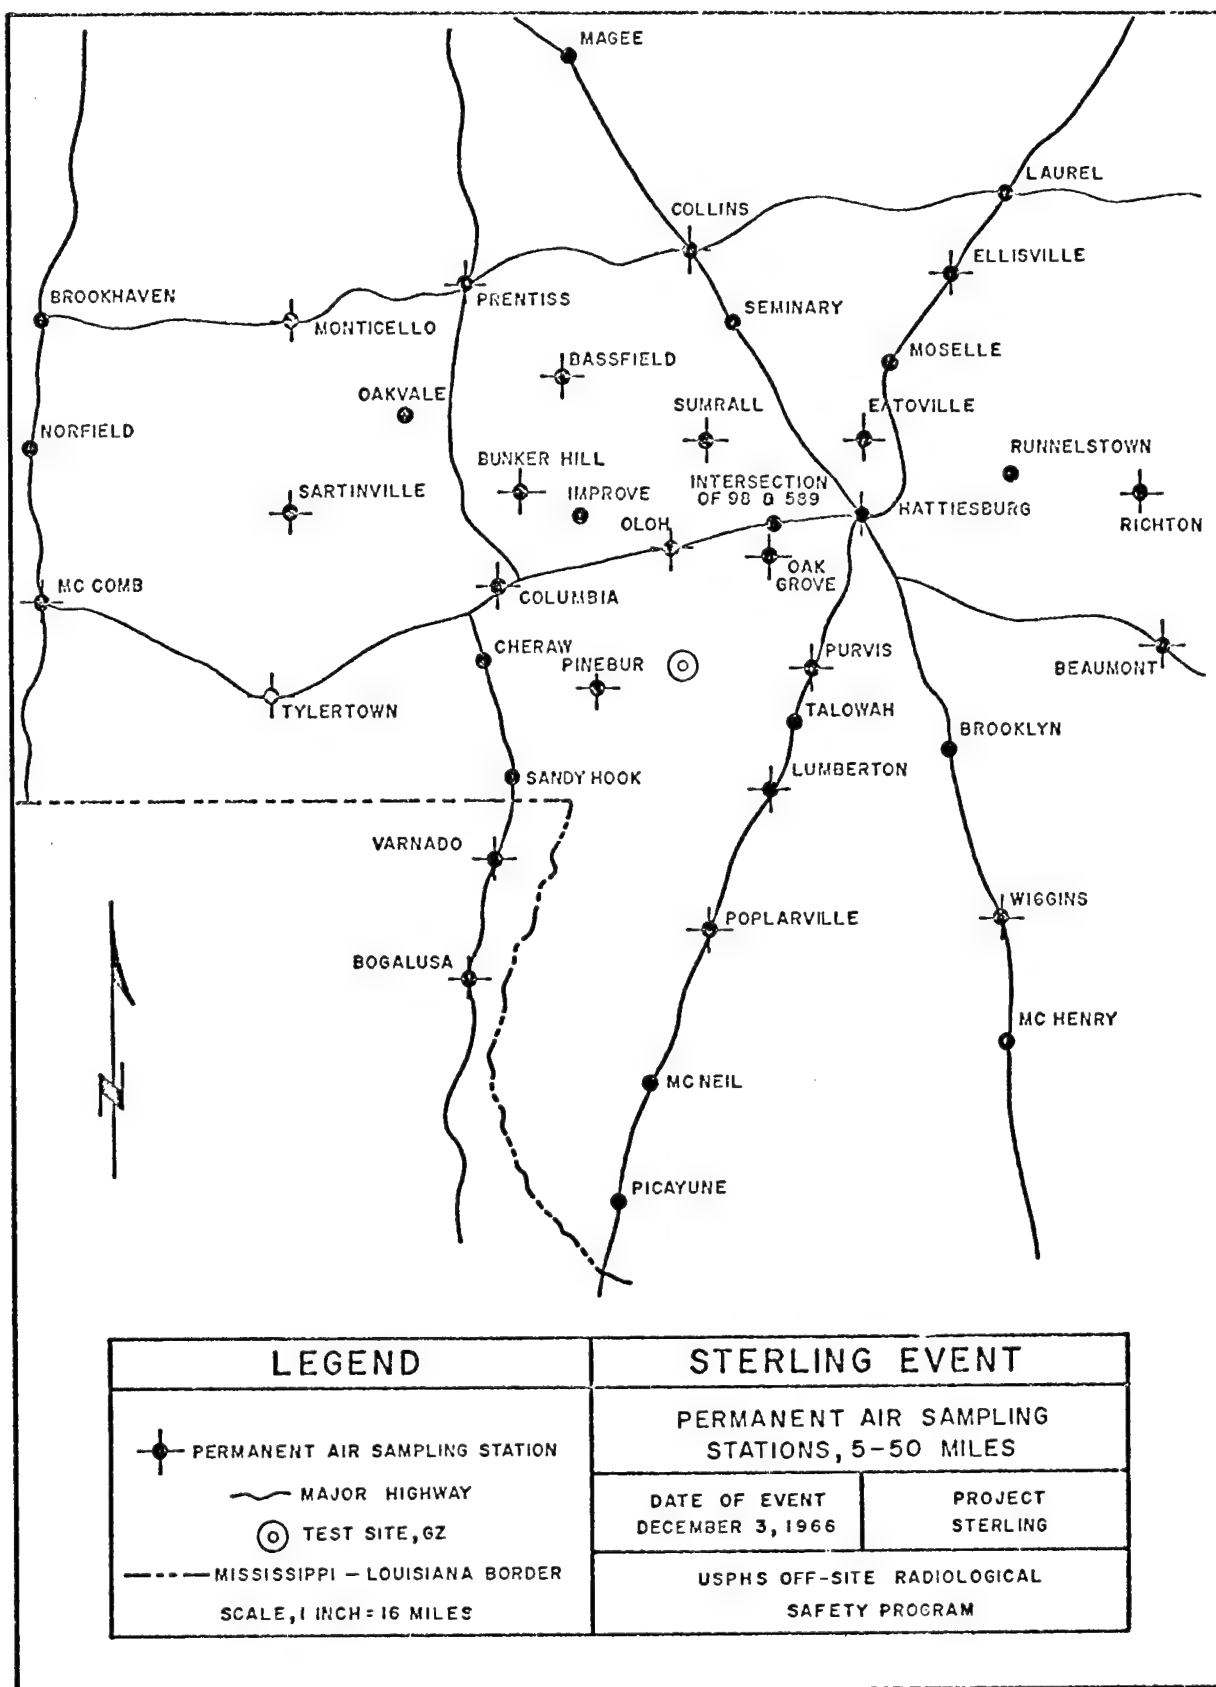 MAGEE
LAUREL
COLLINS
ELLISVILLE
BROOKHAVEN
PRENTISS
SEMINARY
MONTICELLO
BASSFIELD
MOSELLE
OAKVALE
SUMRALL
EATOVILLE
NORFIELD
RUNNELSTOWN
BUNKER HILL
SARTINVILLE
IMPROVE
INTERSECTION
OF 98 & 589
HATTIESBURG
RICHTON
OLOH
OAK
GROVE
MC COMB
COLUMBIA
CHERAW
PINEBUR
PURVIS
BEAUMONT
TYLERTOWN
TALOWAH
BROOKLYN
SANDY HOOK
LUMBERTON
VARNADO
WIGGINS
POPLARVILLE
BOGALUSA
MC HENRY
N
MC NEIL
PICAYUNE
LEGEND
PERMANENT AIR SAMPLING STATION
MAJOR HIGHWAY
TEST SITE, GZ
MISSISSIPPI - LOUISIANA BORDER
SCALE, 1 INCH = 16 MILES
STERLING EVENT
PERMANENT AIR SAMPLING
STATIONS, 5-50 MILES
DATE OF EVENT
DECEMBER 3, 1966
PROJECT
STERLING
USPHS OFF-SITE RADIOLOGICAL
SAFETY PROGRAM